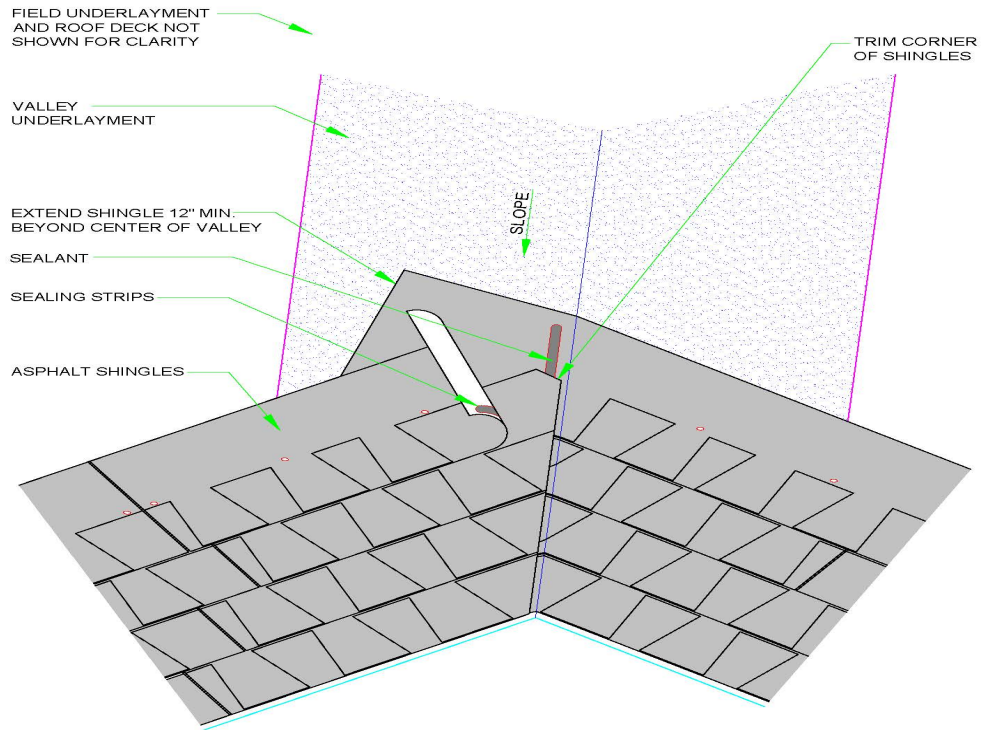 FIELD UNDERLAYMENT
AND ROOF DECK NOT
SHOWN FOR CLARITY
TRIM CORNER
OF SHINGLES
VALLEY
UNDERLAYMENT
SLOPE
EXTEND SHINGLE 12" MIN.
BEYOND CENTER OF VALLEY
SEALANT
SEALING STRIPS
ASPHALT SHINGLES